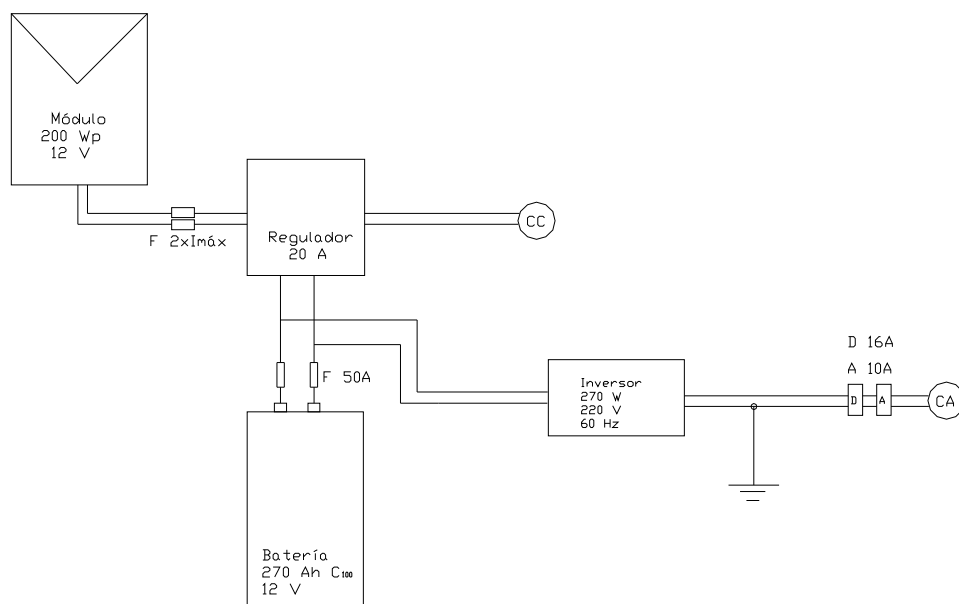 Módulo
200 Wp
12 V
F 2xImáx
Regulador
20 A
CC
F 50A
D 16A
A 10A
Inversor
270 W
220 V
60 Hz
D
A
CA
Batería
270 Ah C₁₀₀
12 V